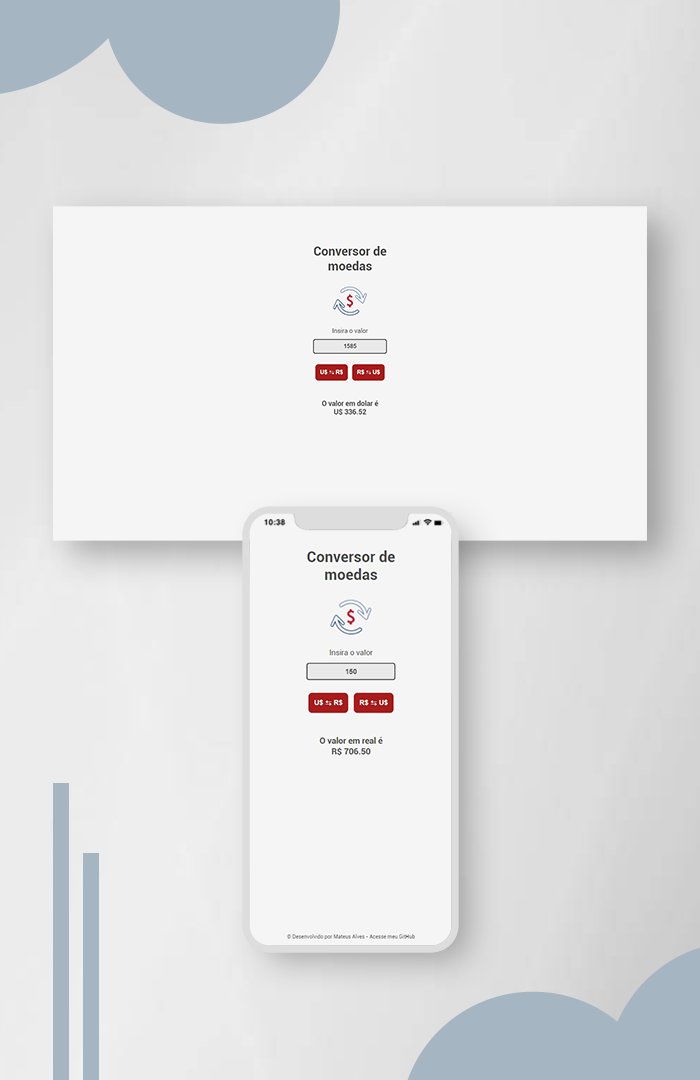 Conversor de
moedas
$
Insira o valor
1585
U$ ⇆ R$ R$ ⇆ U$
O valor em dolar é
U$ 336.52
10:38
Conversor de
moedas
$
Insira o valor
150
U$ ⇆ R$ R$ ⇆ U$
O valor em real é
R$ 706.50
© Desenvolvido por Mateus Alves - Acesse meu GitHub